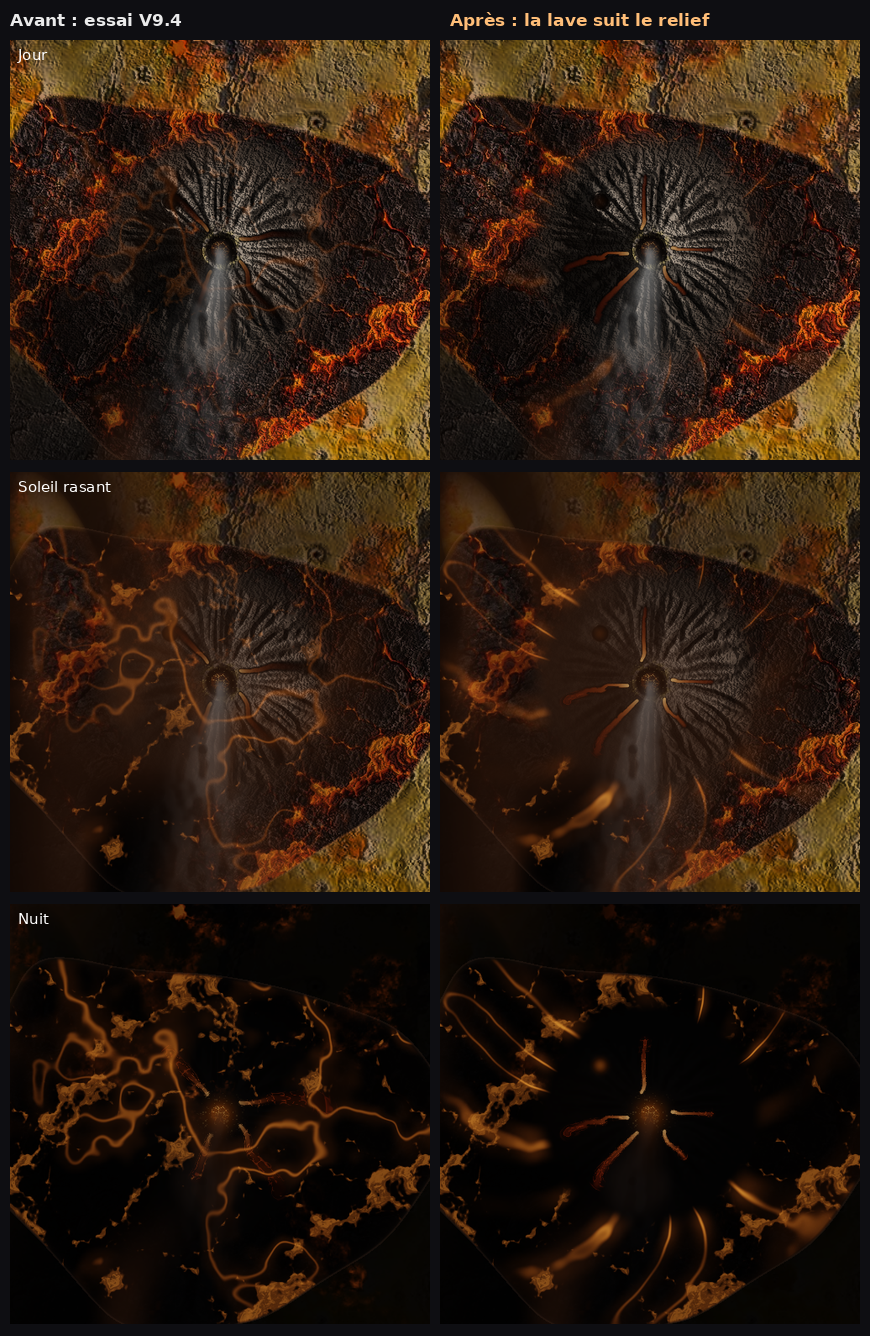 Avant : essai V9.4
Après : la lave suit le relief
Jour
Soleil rasant
Nuit